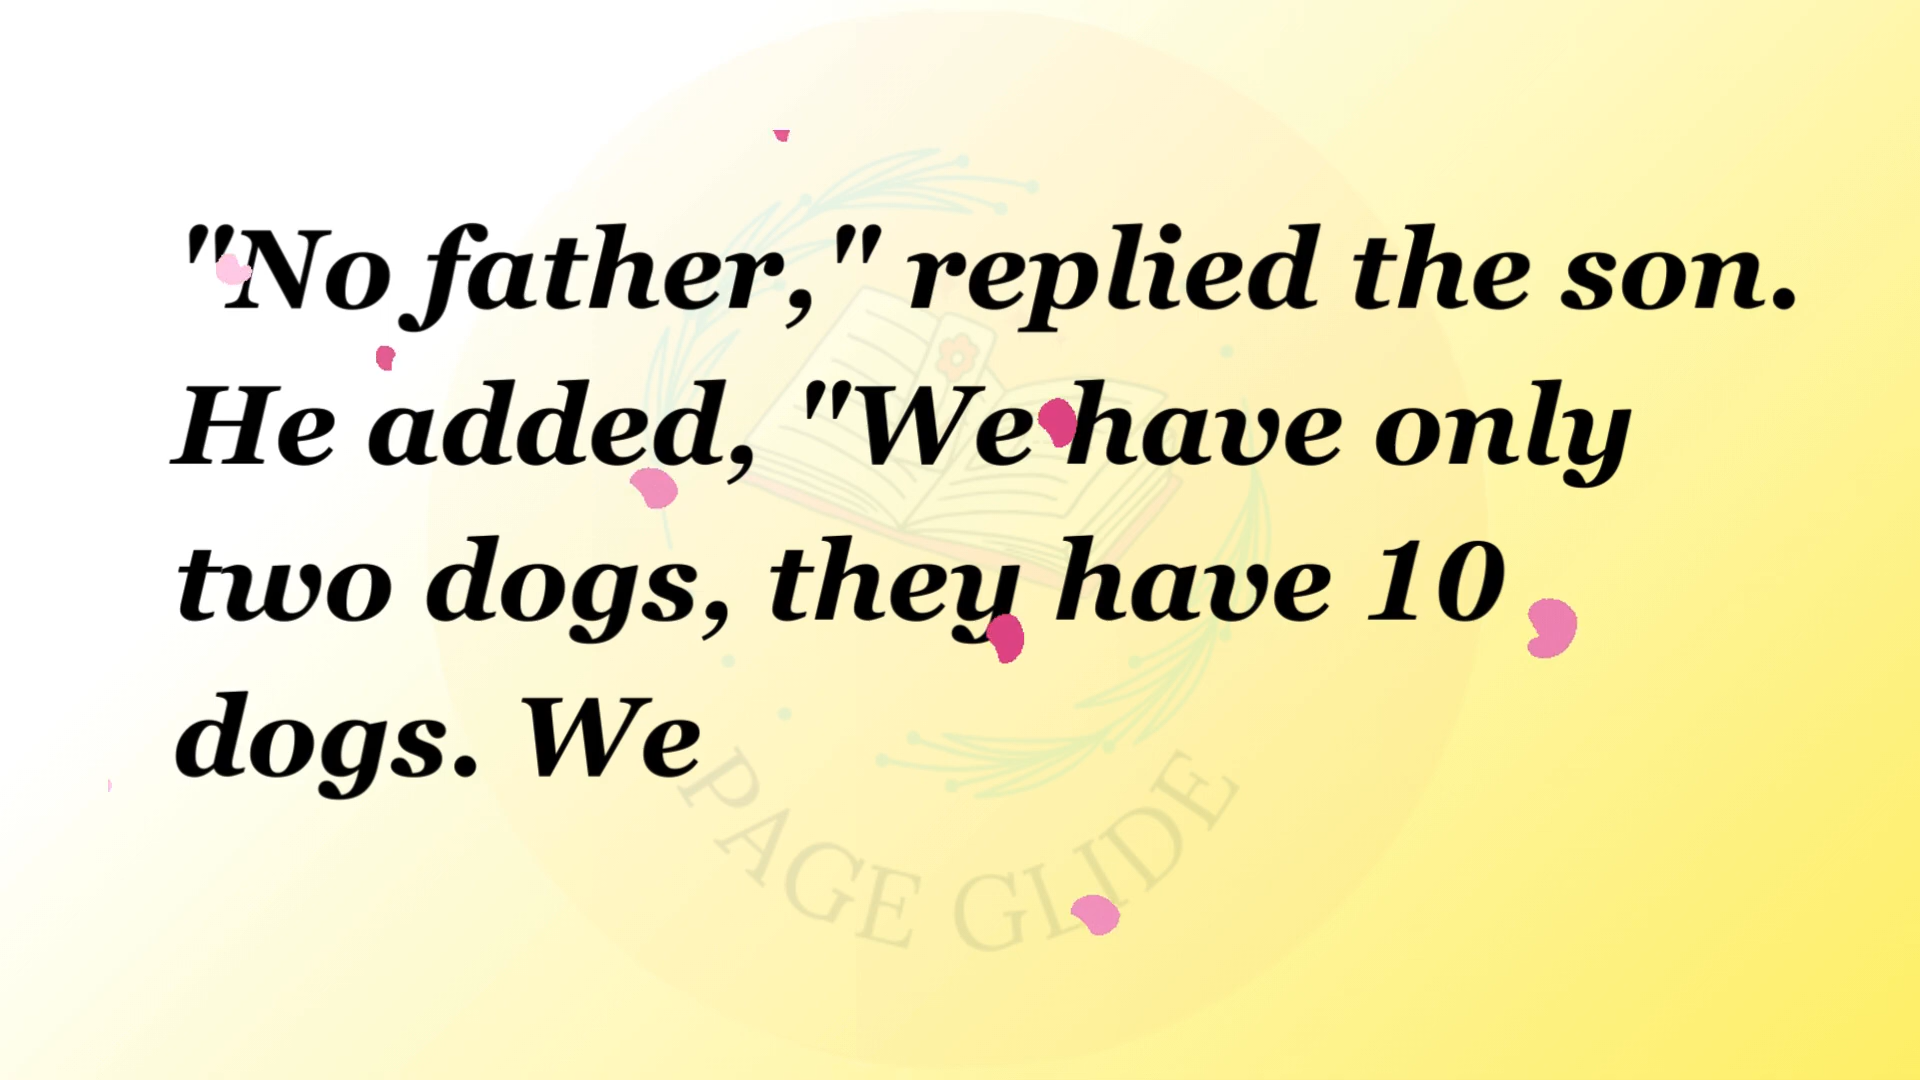 "No father," replied the son.
He added, "We have only
two dogs, they have 10
dogs. We
PAGE GLIDE